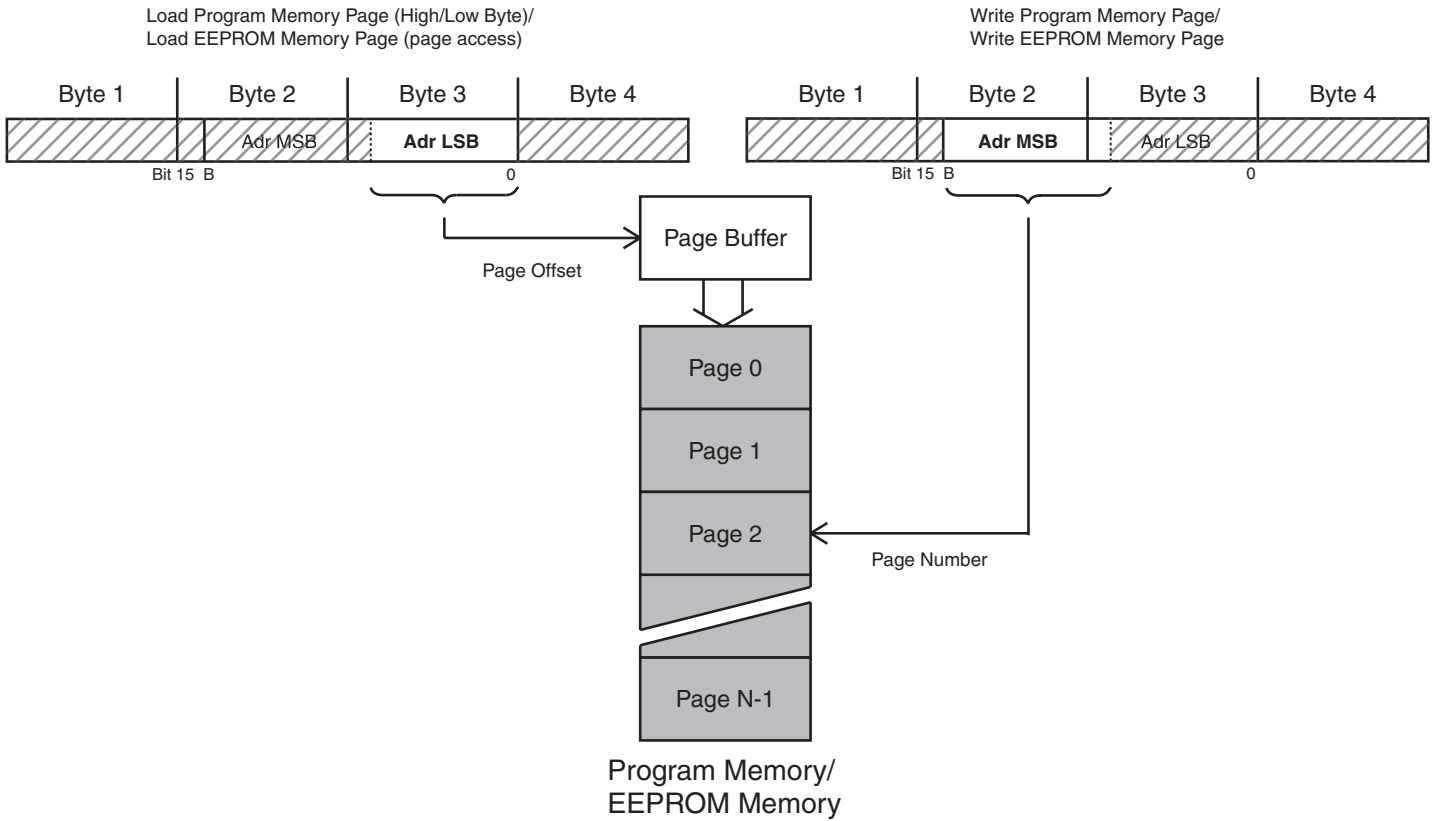 Load Program Memory Page (High/Low Byte)/
Load EEPROM Memory Page (page access)
Byte 1
Byte 2
Byte 3
Byte 4
Adr MSB
Adr LSB
Bit 15 B
0
Write Program Memory Page/
Write EEPROM Memory Page
Byte 1
Byte 2
Byte 3
Byte 4
Adr MSB
Adr LSB
Bit 15 B
0
Page Buffer
Page Offset
Page 0
Page 1
Page 2
Page Number
Page N-1
Program Memory/
EEPROM Memory